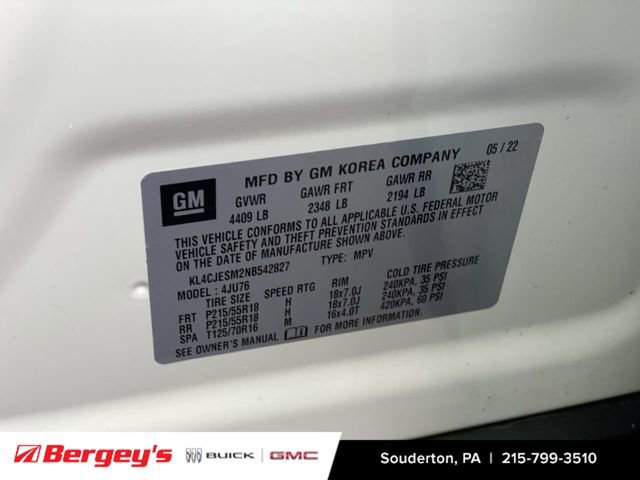 GM
MFD BY GM KOREA COMPANY 05 / 22
GVWR GAWR FRT GAWR RR
4409 LB 2348 LB 2194 LB
THIS VEHICLE CONFORMS TO ALL APPLICABLE U.S. FEDERAL MOTOR
VEHICLE SAFETY AND THEFT PREVENTION STANDARDS IN EFFECT
ON THE DATE OF MANUFACTURE SHOWN ABOVE.
KL4CJESM2NB542827 TYPE: MPV
MODEL : 4JU76
TIRE SIZE SPEED RTG RIM COLD TIRE PRESSURE
FRT P215/55R18 H 18x7.0J 240KPA, 35 PSI
RR P215/55R18 H 18x7.0J 240KPA, 35 PSI
SPA T125/70R16 M 16x4.0T 420KPA, 60 PSI
SEE OWNER'S MANUAL FOR MORE INFORMATION.
Bergey's BUICK GMC Souderton, PA | 215-799-3510